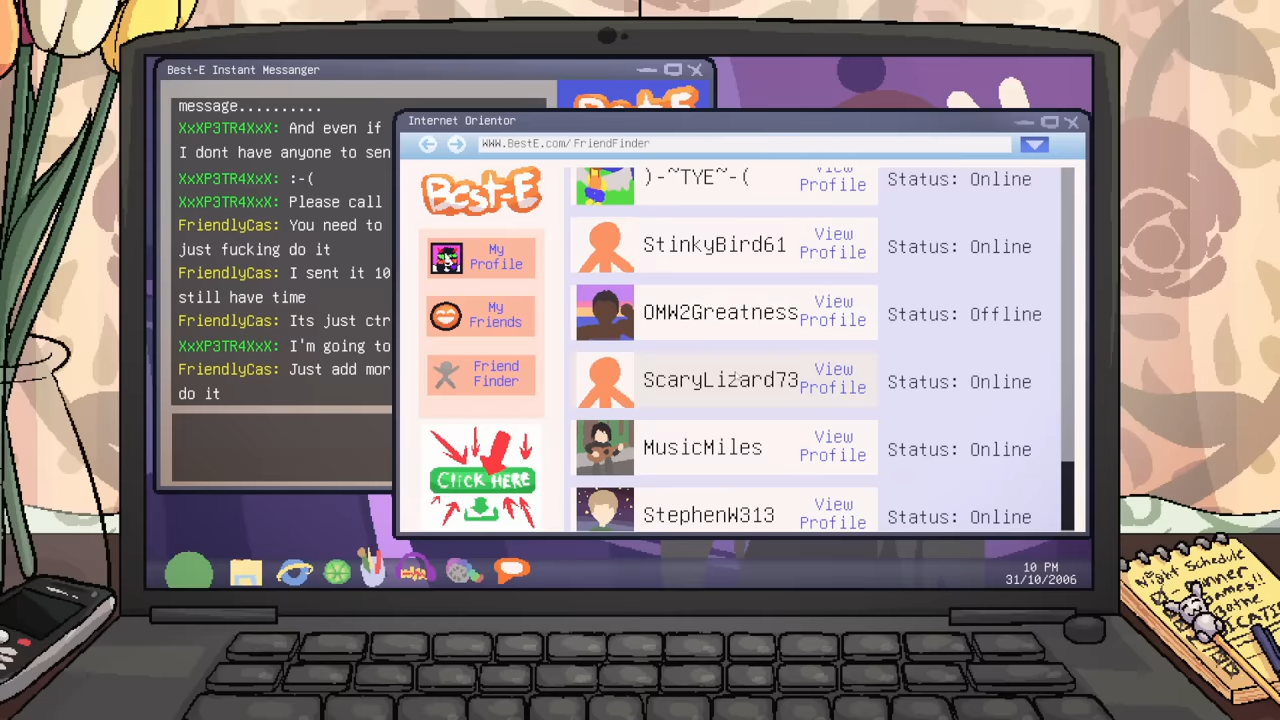 Best-E Instant Messanger
message..........
XxXP3TR4XxX: And even if
I dont have anyone to sen
XxXP3TR4XxX: :-(
XxXP3TR4XxX: Please call
FriendlyCas: You need to
just fucking do it
FriendlyCas: I sent it 10
still have time
FriendlyCas: Its just ctr
XxXP3TR4XxX: I'm going to
FriendlyCas: Just add mor
do it
Best-E
Internet Orientor
WWW.BestE.com/FriendFinder
Best-E
My
Profile
My
Friends
Friend
Finder
CLICK HERE
)-~TYE~-( View Profile Status: Online
StinkyBird61 View Profile Status: Online
OMW2Greatness View Profile Status: Offline
ScaryLizard73 View Profile Status: Online
MusicMiles View Profile Status: Online
StephenW313 View Profile Status: Online
10 PM
31/10/2006
Night Schedule
Dinner
Games!!